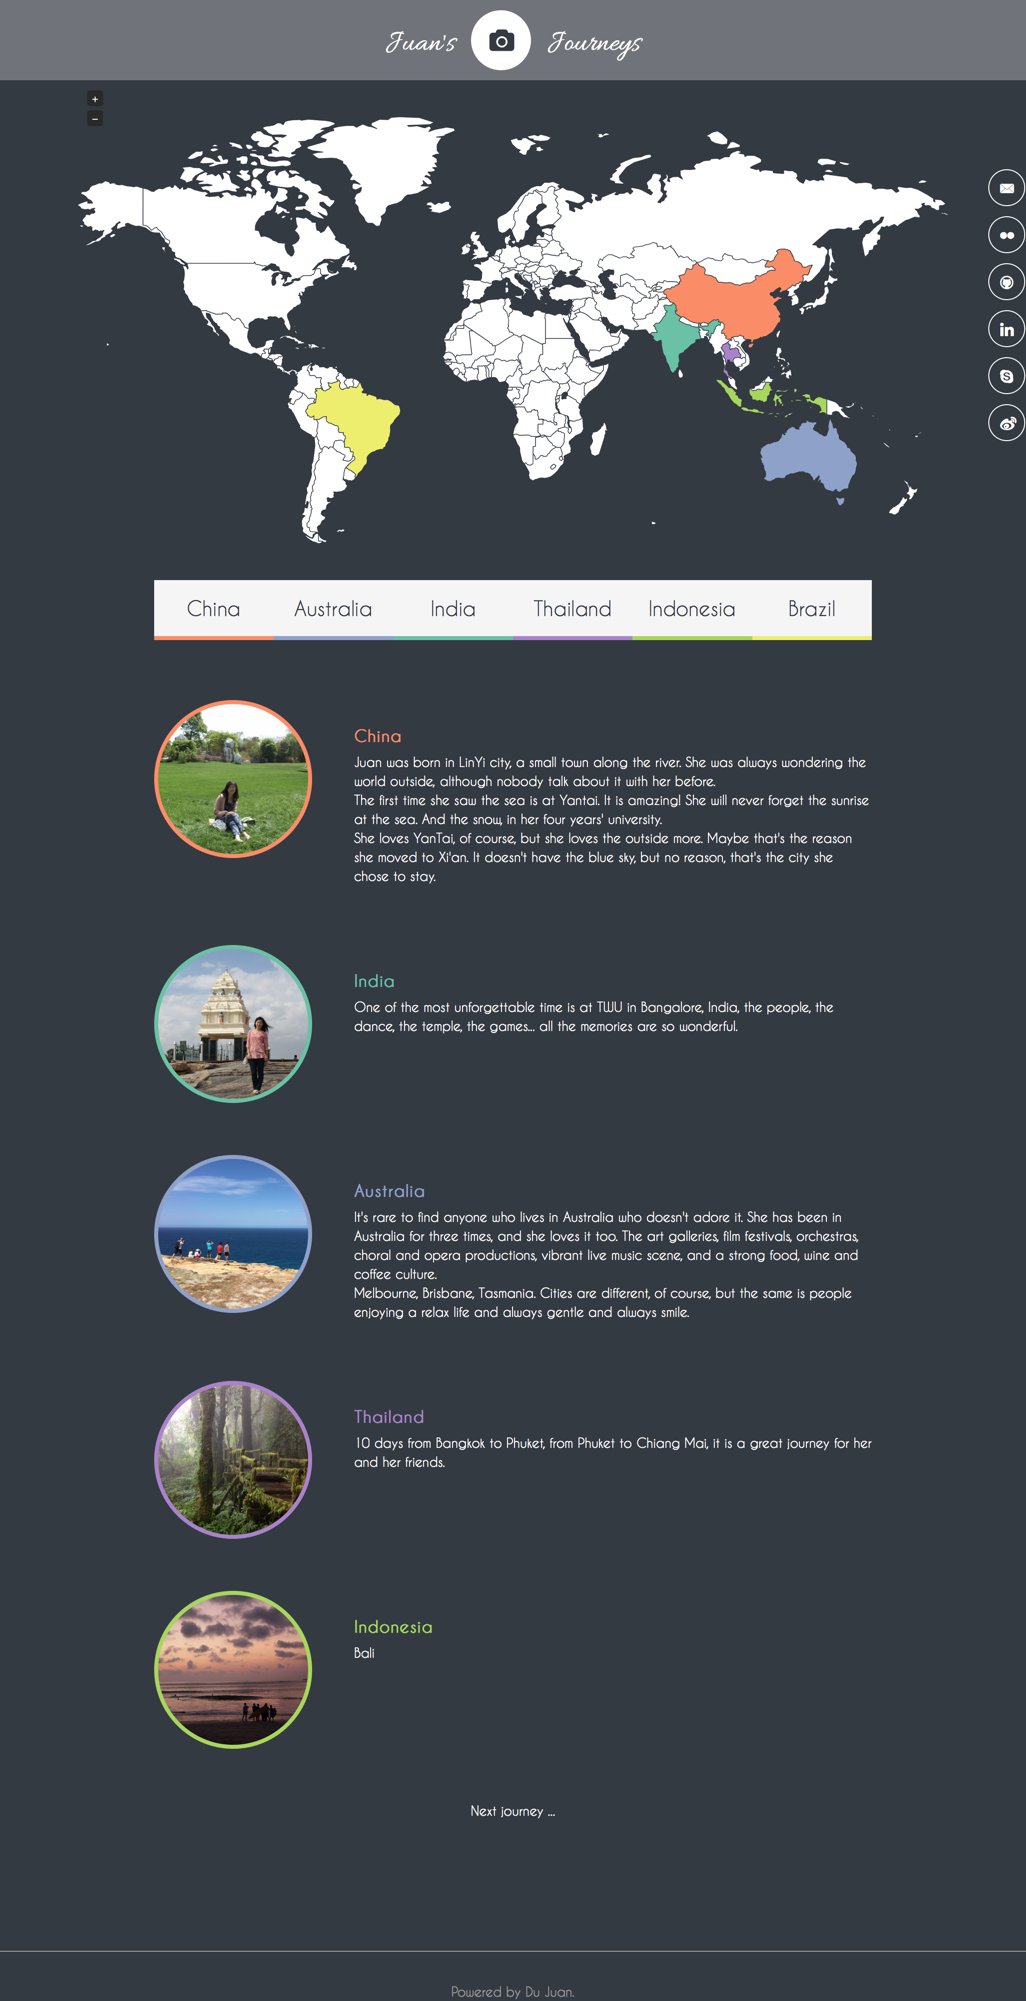 Juan's Journeys
+
−
China Australia India Thailand Indonesia Brazil
China
Juan was born in LinYi city, a small town along the river. She was always wondering the
world outside, although nobody talk about it with her before.
The first time she saw the sea is at Yantai. It is amazing! She will never forget the sunrise
at the sea. And the snow, in her four years' university.
She loves YanTai, of course, but she loves the outside more. Maybe that's the reason
she moved to Xi'an. It doesn't have the blue sky, but no reason, that's the city she
chose to stay.
India
One of the most unforgettable time is at TWU in Bangalore, India, the people, the
dance, the temple, the games... all the memories are so wonderful.
Australia
It's rare to find anyone who lives in Australia who doesn't adore it. She has been in
Australia for three times, and she loves it too. The art galleries, film festivals, orchestras,
choral and opera productions, vibrant live music scene, and a strong food, wine and
coffee culture.
Melbourne, Brisbane, Tasmania. Cities are different, of course, but the same is people
enjoying a relax life and always gentle and always smile.
Thailand
10 days from Bangkok to Phuket, from Phuket to Chiang Mai, it is a great journey for her
and her friends.
Indonesia
Bali
Next journey ...
Powered by Du Juan.